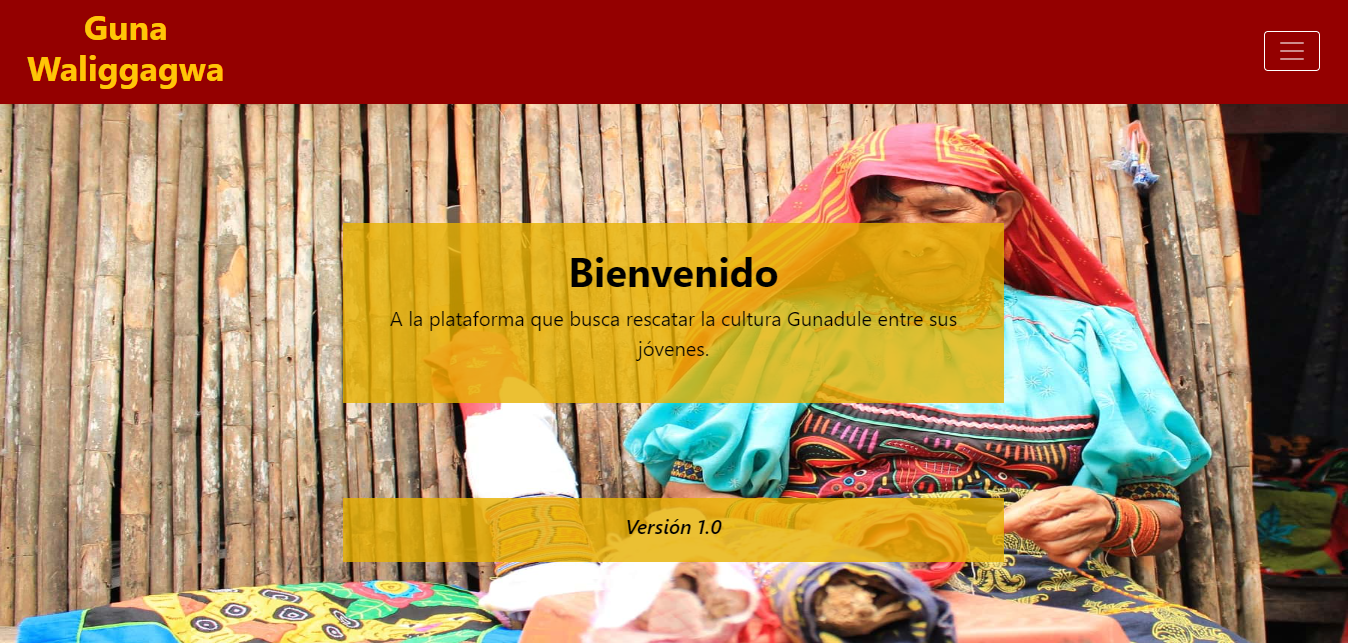 Guna
Waliggagwa
Bienvenido
A la plataforma que busca rescatar la cultura Gunadule entre sus
jóvenes.
Versión 1.0